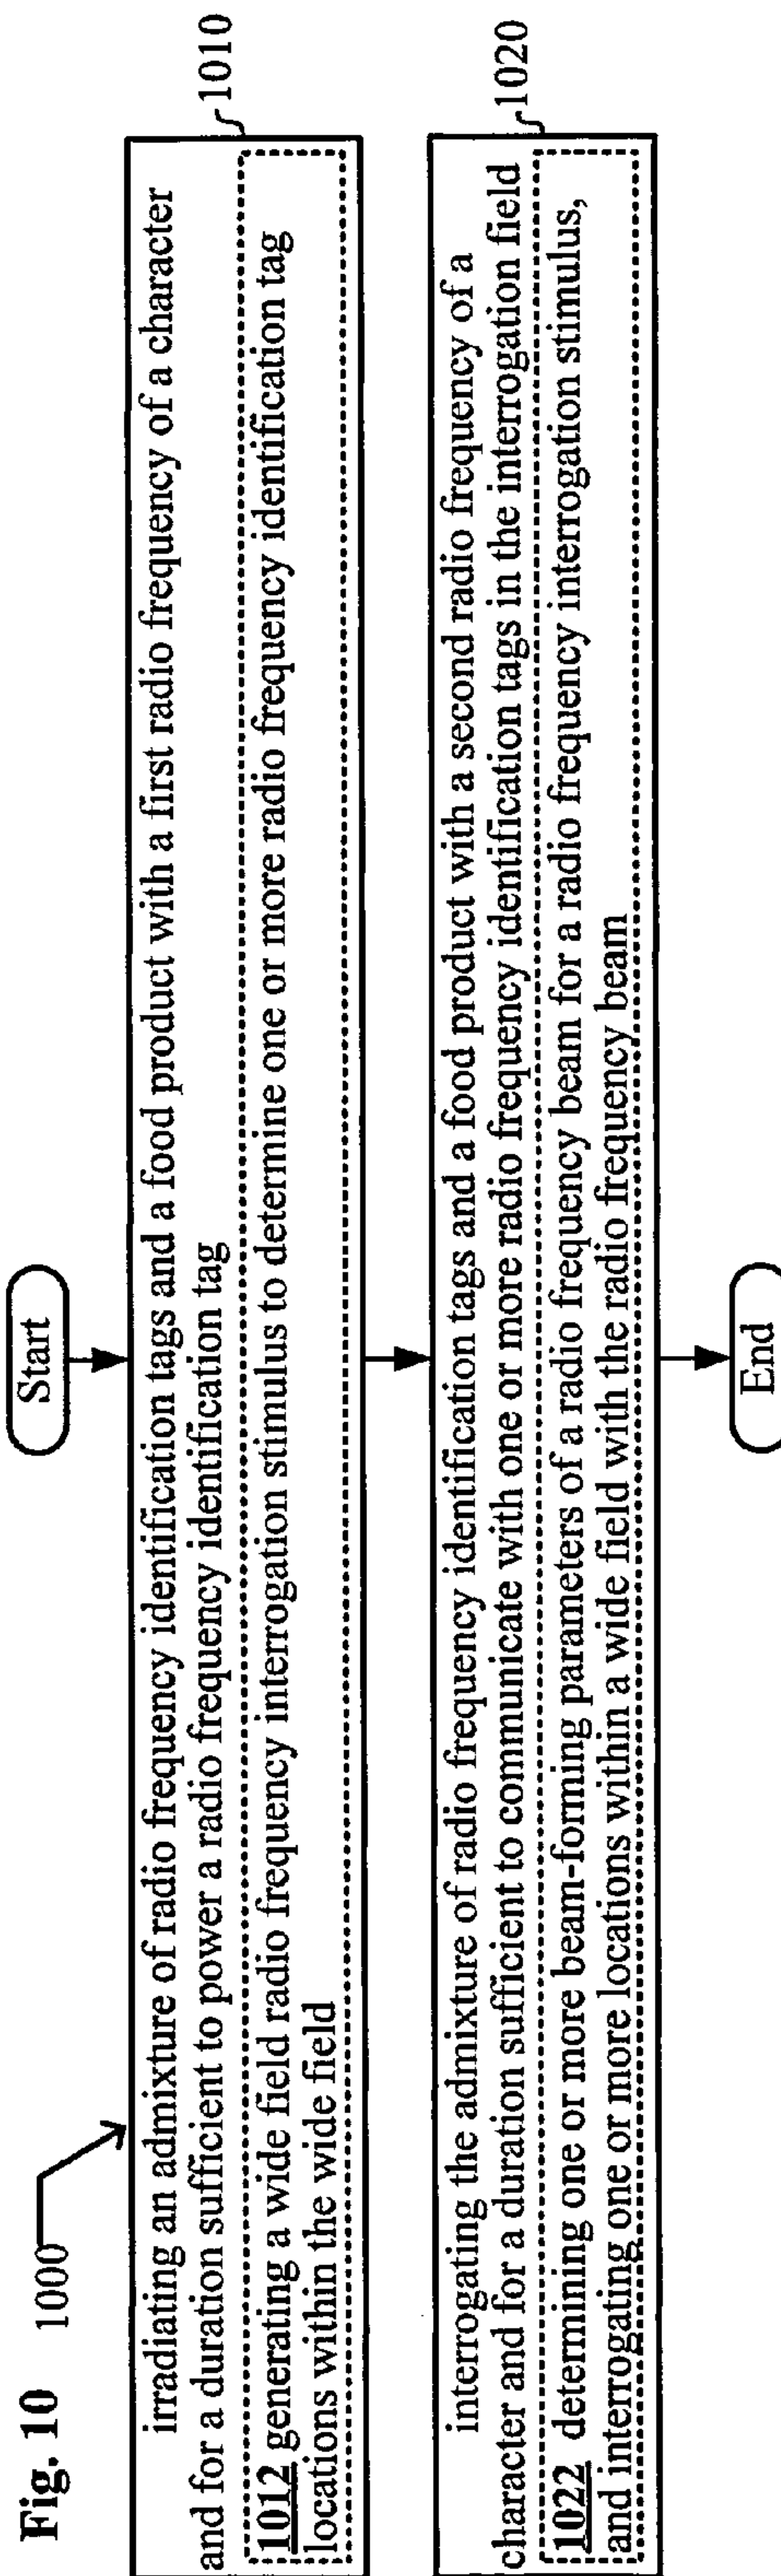 Fig. 10
1000
Start
irradiating an admixture of radio frequency identification tags and a food product with a first radio frequency of a character
and for a duration sufficient to power a radio frequency identification tag
1012 generating a wide field radio frequency interrogation stimulus to determine one or more radio frequency identification tag
locations within the wide field
1010
interrogating the admixture of radio frequency identification tags and a food product with a second radio frequency of a
character and for a duration sufficient to communicate with one or more radio frequency identification tags in the interrogation field
1022 determining one or more beam-forming parameters of a radio frequency beam for a radio frequency interrogation stimulus,
and interrogating one or more locations within a wide field with the radio frequency beam
1020
End